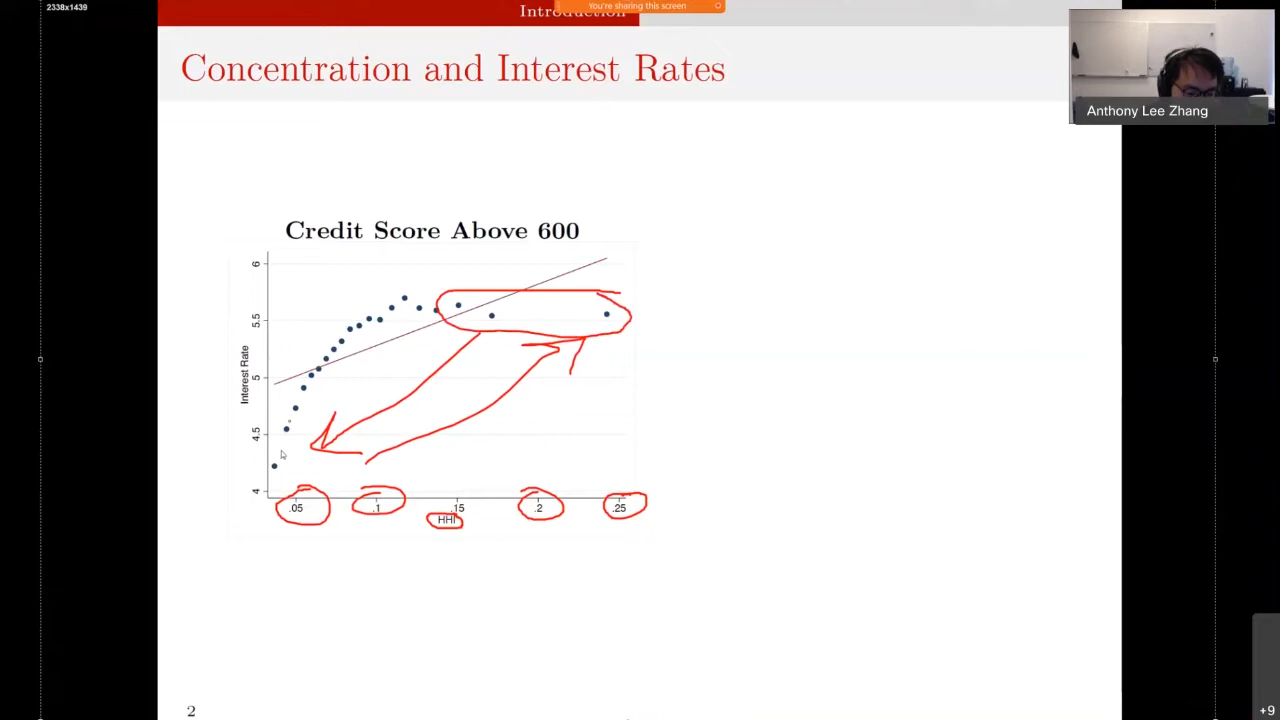 2338x1439
Introduction
You're sharing this screen
Concentration and Interest Rates
Anthony Lee Zhang
Credit Score Above 600
Interest Rate
6
5.5
5
4.5
4
.05 .1 .15 .2 .25
HHI
2
+9